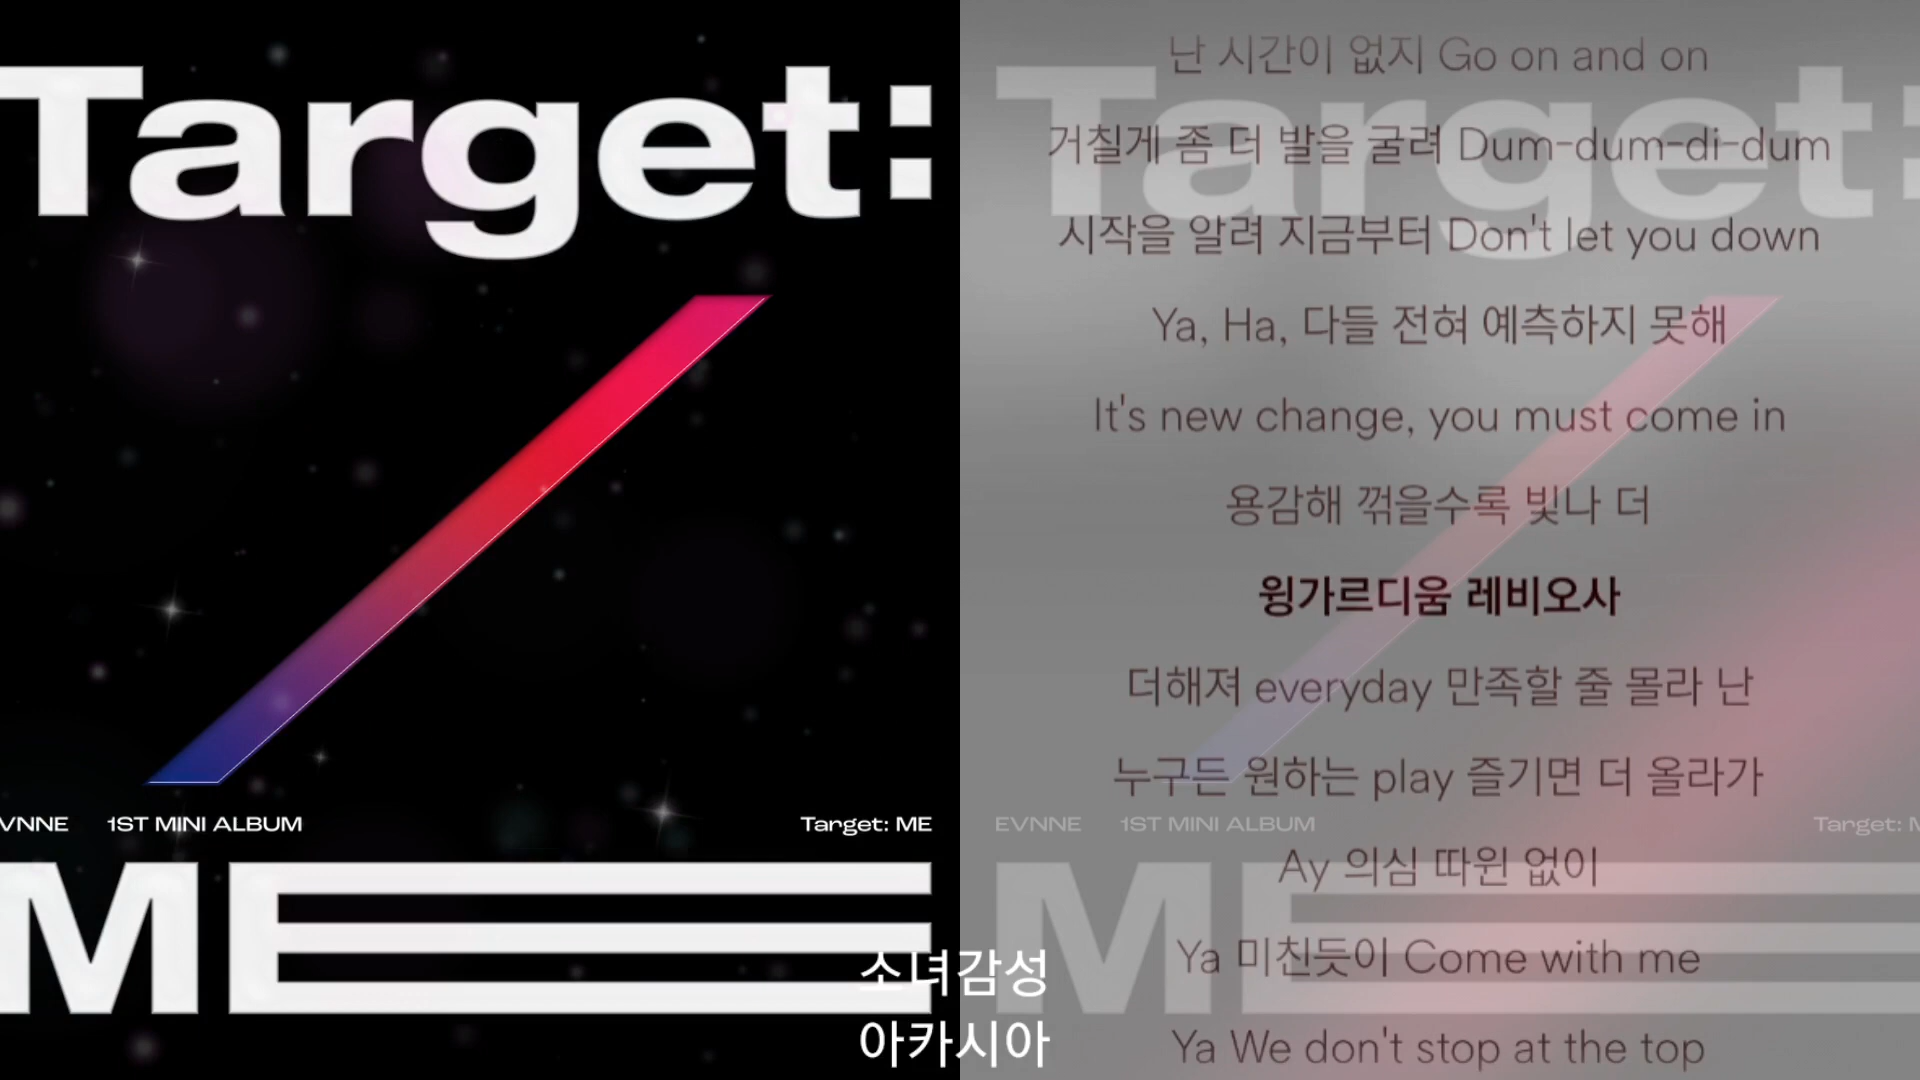 Target:
VNNE 1ST MINI ALBUM Target: ME
ME
난 시간이 없지 Go on and on
거칠게 좀 더 발을 굴려 Dum-dum-di-dum
시작을 알려 지금부터 Don't let you down
Ya, Ha, 다들 전혀 예측하지 못해
It's new change, you must come in
용감해 꺾을수록 빛나 더
윙가르디움 레비오사
더해져 everyday 만족할 줄 몰라 난
누구든 원하는 play 즐기면 더 올라가
Ay 의심 따윈 없이
Ya 미친듯이 Come with me
Ya We don't stop at the top
Target:
EVNNE 1ST MINI ALBUM Target: M
ME
소녀감성
아카시아